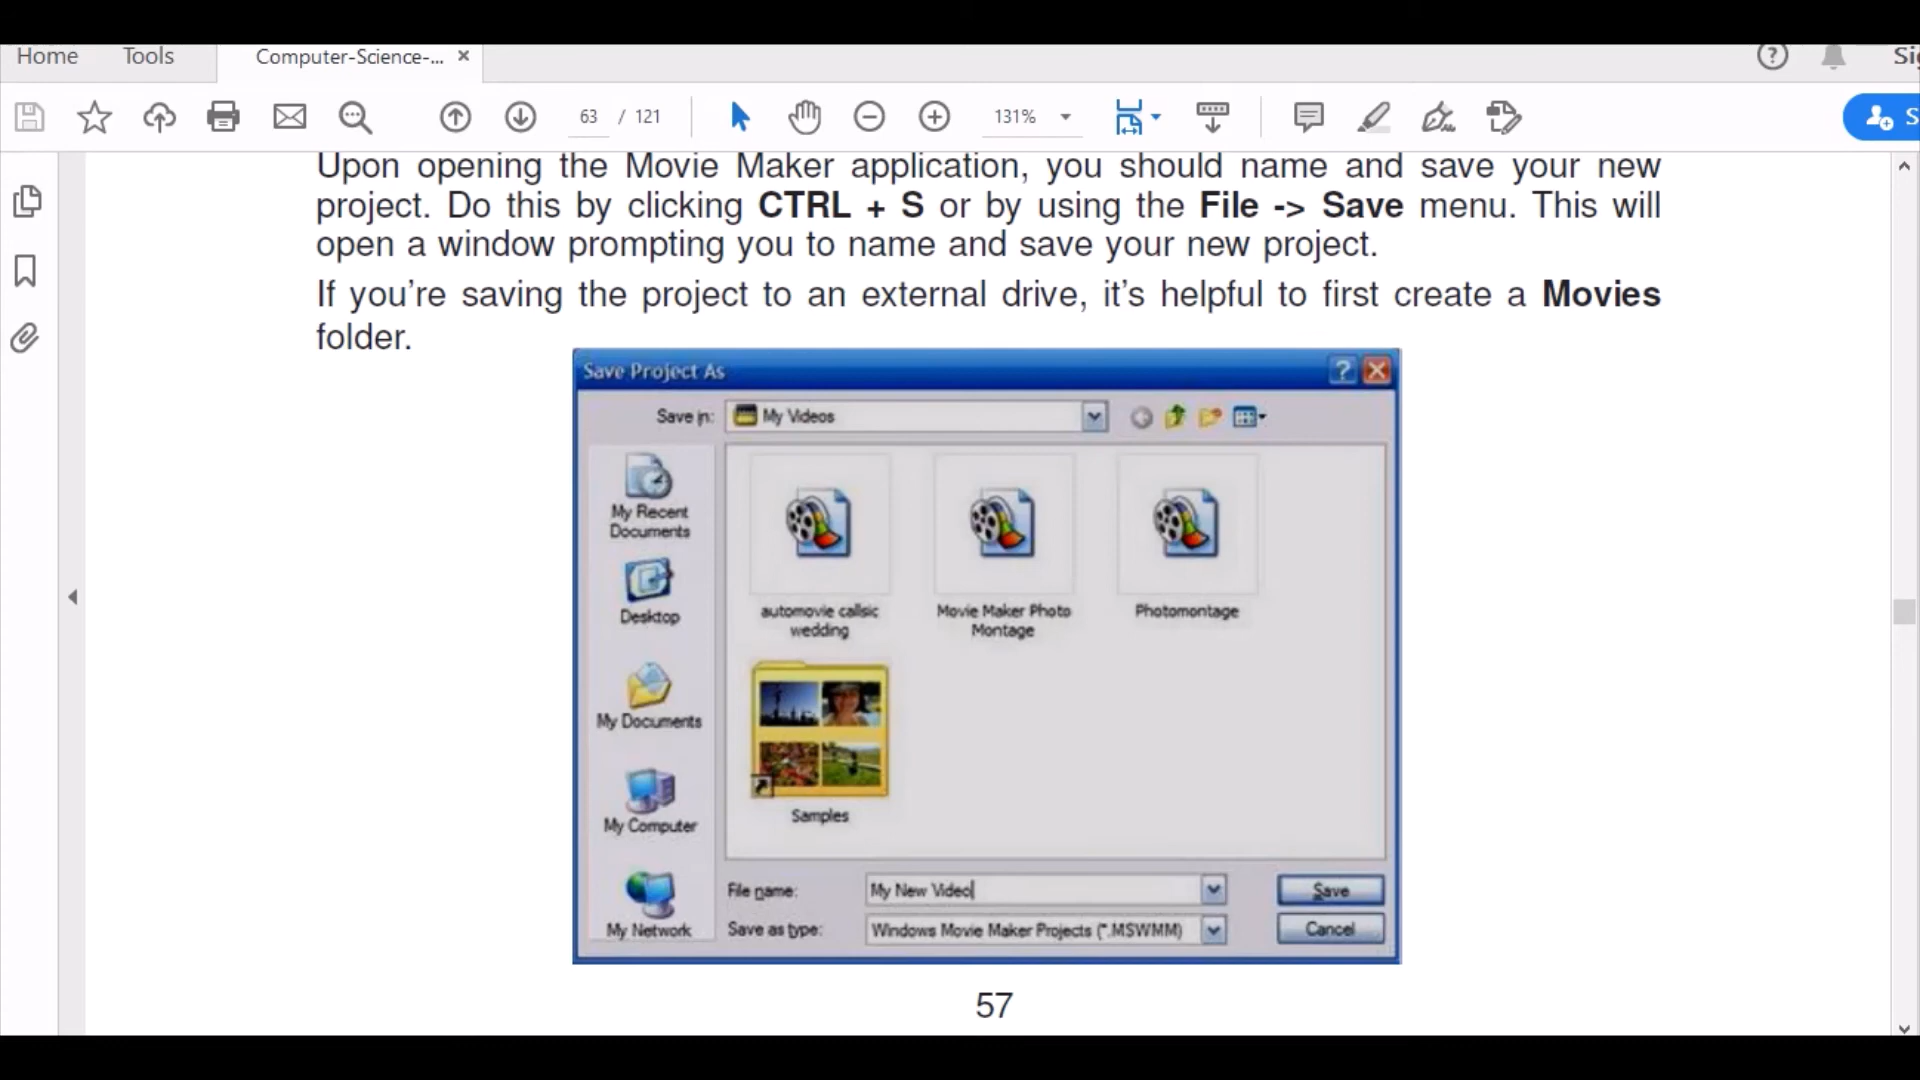 Home Tools Computer-Science-... × ? Sig
63 / 121 131% S
Upon opening the Movie Maker application, you should name and save your new
project. Do this by clicking CTRL + S or by using the File -> Save menu. This will
open a window prompting you to name and save your new project.
If you're saving the project to an external drive, it's helpful to first create a Movies
folder.
Save Project As ?
Save in: My Videos
My Recent
Documents
Desktop
My Documents
My Computer
My Network
automovie callsic
wedding
Movie Maker Photo
Montage
Photomontage
Samples
File name: My New Video Save
Save as type: Windows Movie Maker Projects (*.MSWMM) Cancel
57